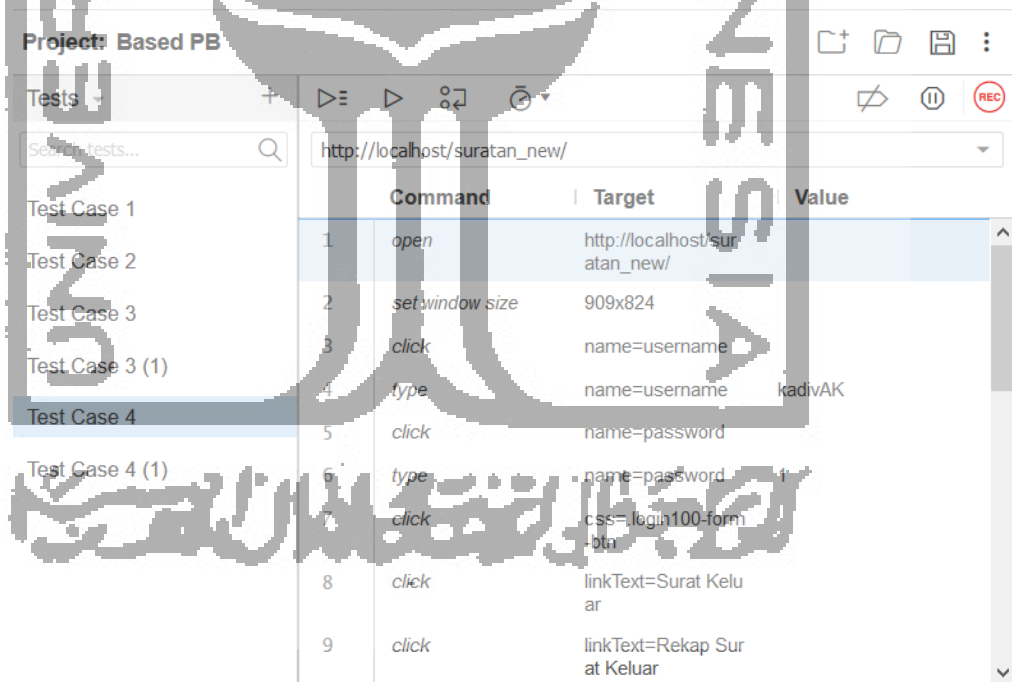 Project: Based PB
Tests
REC
Search tests...
http://localhost/suratan_new/
Command Target Value
Test Case 1
Test Case 2
Test Case 3
Test Case 3 (1)
Test Case 4
Test Case 4 (1)
1 open http://localhost/sur
atan_new/
2 set window size 909x824
3 click name=username
4 type name=username kadivAK
5 click name=password
6 type name=password 1
7 click css=.login100-form
-btn
8 click linkText=Surat Kelu
ar
9 click linkText=Rekap Sur
at Keluar